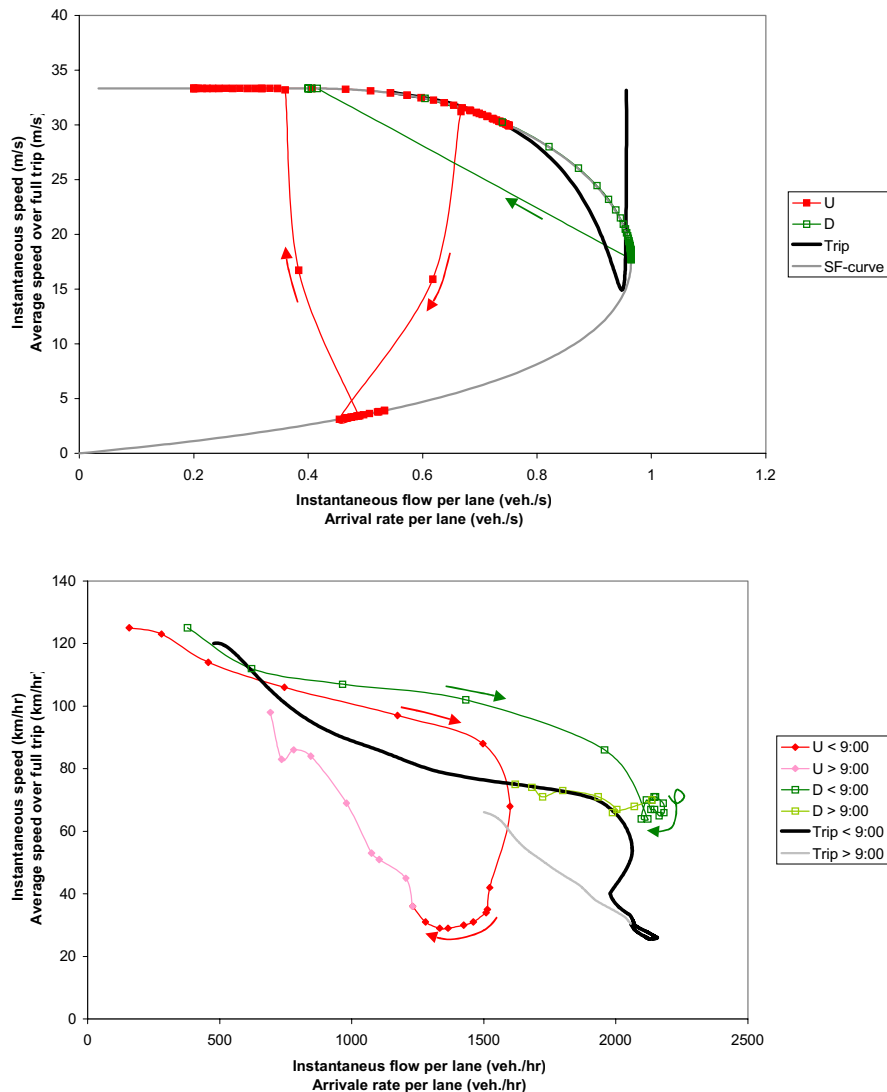 40
35
30
25
20
15
10
5
0
0
0.2
0.4
0.6
0.8
1
1.2
Instantaneous speed (m/s)
Average speed over full trip (m/s)
Instantaneous flow per lane (veh./s)
Arrival rate per lane (veh./s)
U
D
Trip
SF-curve
140
120
100
80
60
40
20
0
0
500
1000
1500
2000
2500
Instantaneous speed (km/hr)
Average speed over full trip (km/hr)
Instantaneus flow per lane (veh./hr)
Arrivale rate per lane (veh./hr)
U < 9:00
U > 9:00
D < 9:00
D > 9:00
Trip < 9:00
Trip > 9:00